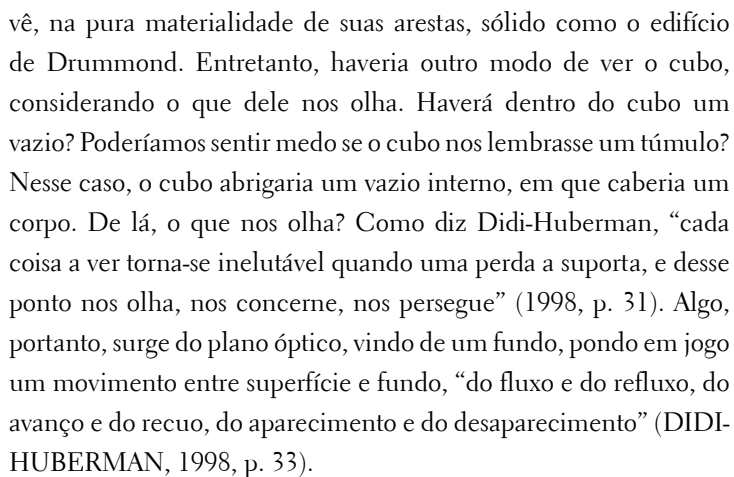 vê, na pura materialidade de suas arestas, sólido como o edifício
de Drummond. Entretanto, haveria outro modo de ver o cubo,
considerando o que dele nos olha. Haverá dentro do cubo um
vazio? Poderíamos sentir medo se o cubo nos lembrasse um túmulo?
Nesse caso, o cubo abrigaria um vazio interno, em que caberia um
corpo. De lá, o que nos olha? Como diz Didi-Huberman, “cada
coisa a ver torna-se inelutável quando uma perda a suporta, e desse
ponto nos olha, nos concerne, nos persegue” (1998, p. 31). Algo,
portanto, surge do plano óptico, vindo de um fundo, pondo em jogo
um movimento entre superfície e fundo, “do fluxo e do refluxo, do
avanço e do recuo, do aparecimento e do desaparecimento” (DIDI-
HUBERMAN, 1998, p. 33).